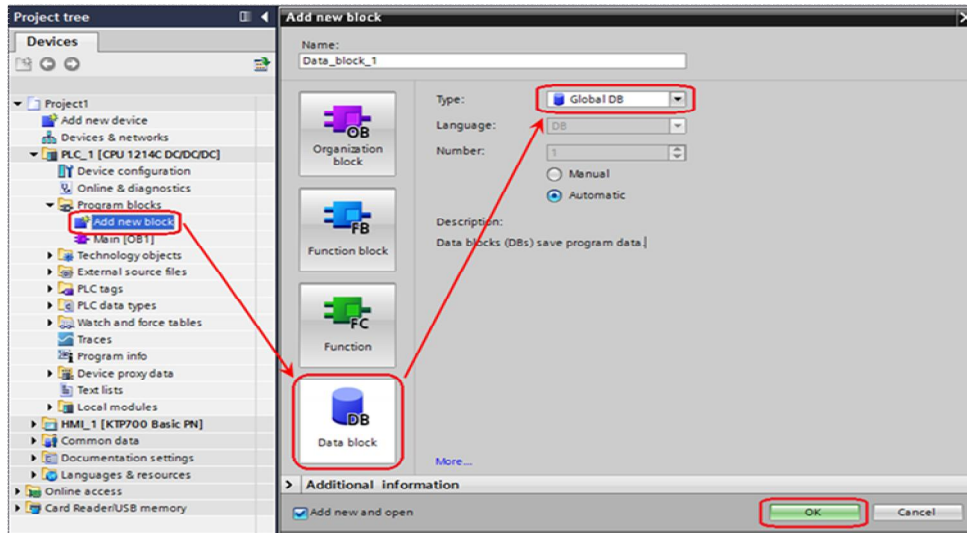 Project tree
Devices
Project1
Add new device
Devices & networks
PLC_1 [CPU 1214C DC/DC/DC]
Device configuration
Online & diagnostics
Program blocks
Add new block
Main [OB1]
Technology objects
External source files
PLC tags
PLC data types
Watch and force tables
Traces
Program info
Device proxy data
Text lists
Local modules
HMI_1 [KTP700 Basic PN]
Common data
Documentation settings
Languages & resources
Online access
Card Reader/USB memory
Add new block
Name:
Data_block_1
OB
Organization
block
FB
Function block
FC
Function
DB
Data block
Type: Global DB
Language: DB
Number: 1
Manual
Automatic
Description:
Data blocks (DBs) save program data.
More...
> Additional information
Add new and open
OK
Cancel